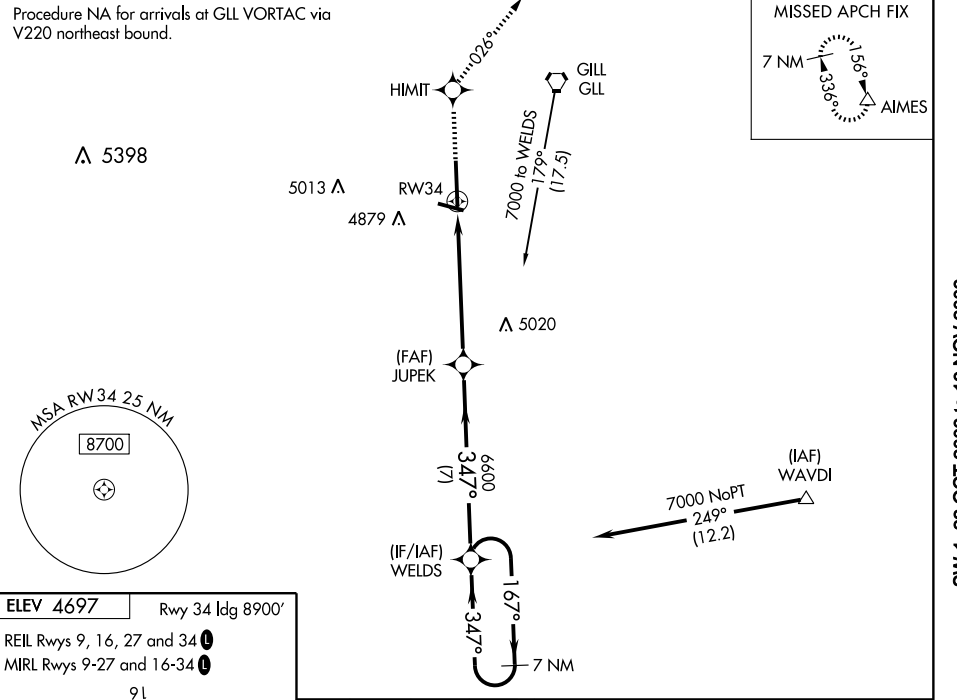 Procedure NA for arrivals at GLL VORTAC via
V220 northeast bound.
MISSED APCH FIX
7 NM
156°
336°
AIMES
026°
HIMIT
GILL
GLL
7000 to WELDS
179°
(17.5)
5398
5013
RW34
4879
5020
(FAF)
JUPEK
MSA RW34 25 NM
8700
6600
347°
(7)
(IAF)
WAVDI
7000 NoPT
249°
(12.2)
(IF/IAF)
WELDS
167°
347°
7 NM
ELEV 4697
Rwy 34 ldg 8900'
REIL Rwys 9, 16, 27 and 34 L
MIRL Rwys 9-27 and 16-34 L
16